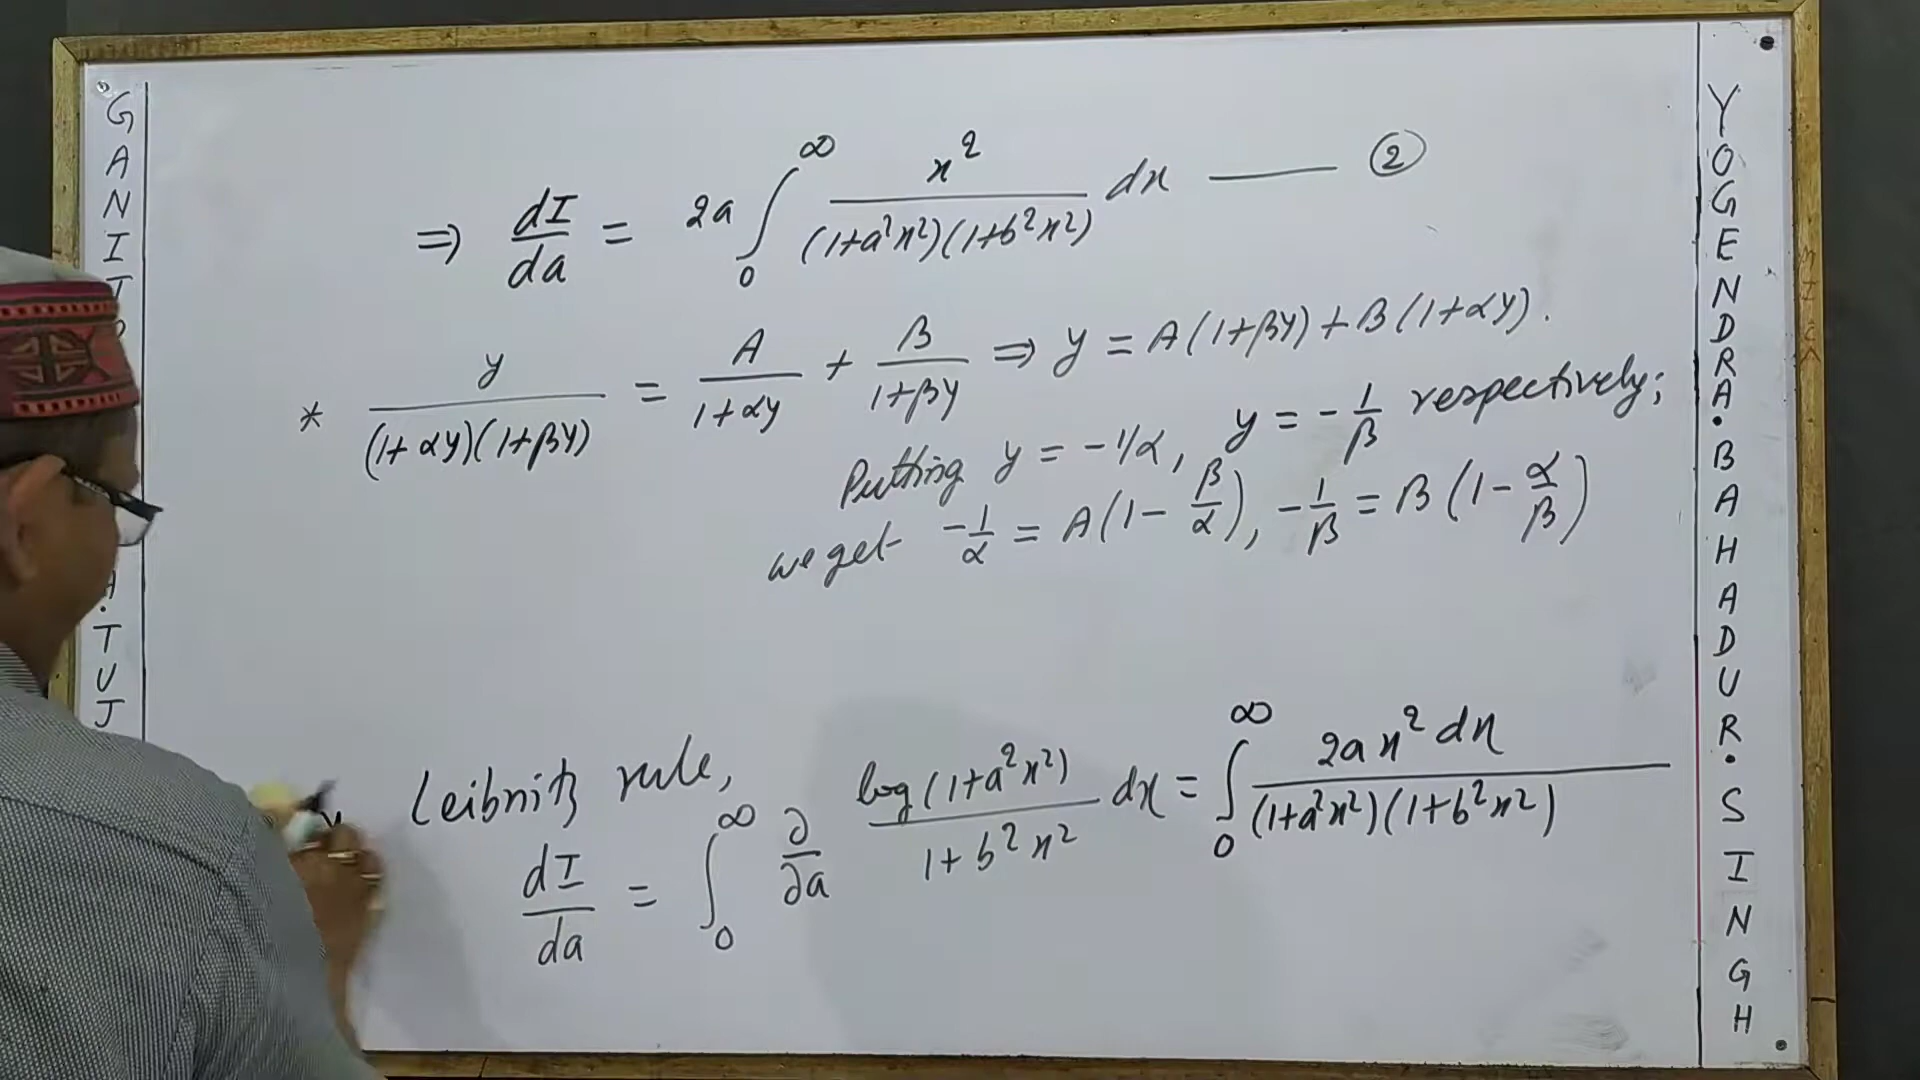 ⇒ dI/da = 2a ∫₀^∞ x²/((1+a²x²)(1+b²x²)) dx —— ②
* y/((1+αy)(1+βy)) = A/(1+αy) + B/(1+βy) ⇒ y = A(1+βy)+B(1+αy).
Putting y = -1/α, y = -1/β respectively;
we get -1/α = A(1-β/α), -1/β = B(1-α/β)
Leibnitz rule,
dI/da = ∫₀^∞ ∂/∂a log(1+a²x²)/(1+b²x²) dx = ∫₀^∞ 2ax² dx/((1+a²x²)(1+b²x²))
YOGENDRA·BAHADUR·SINGH